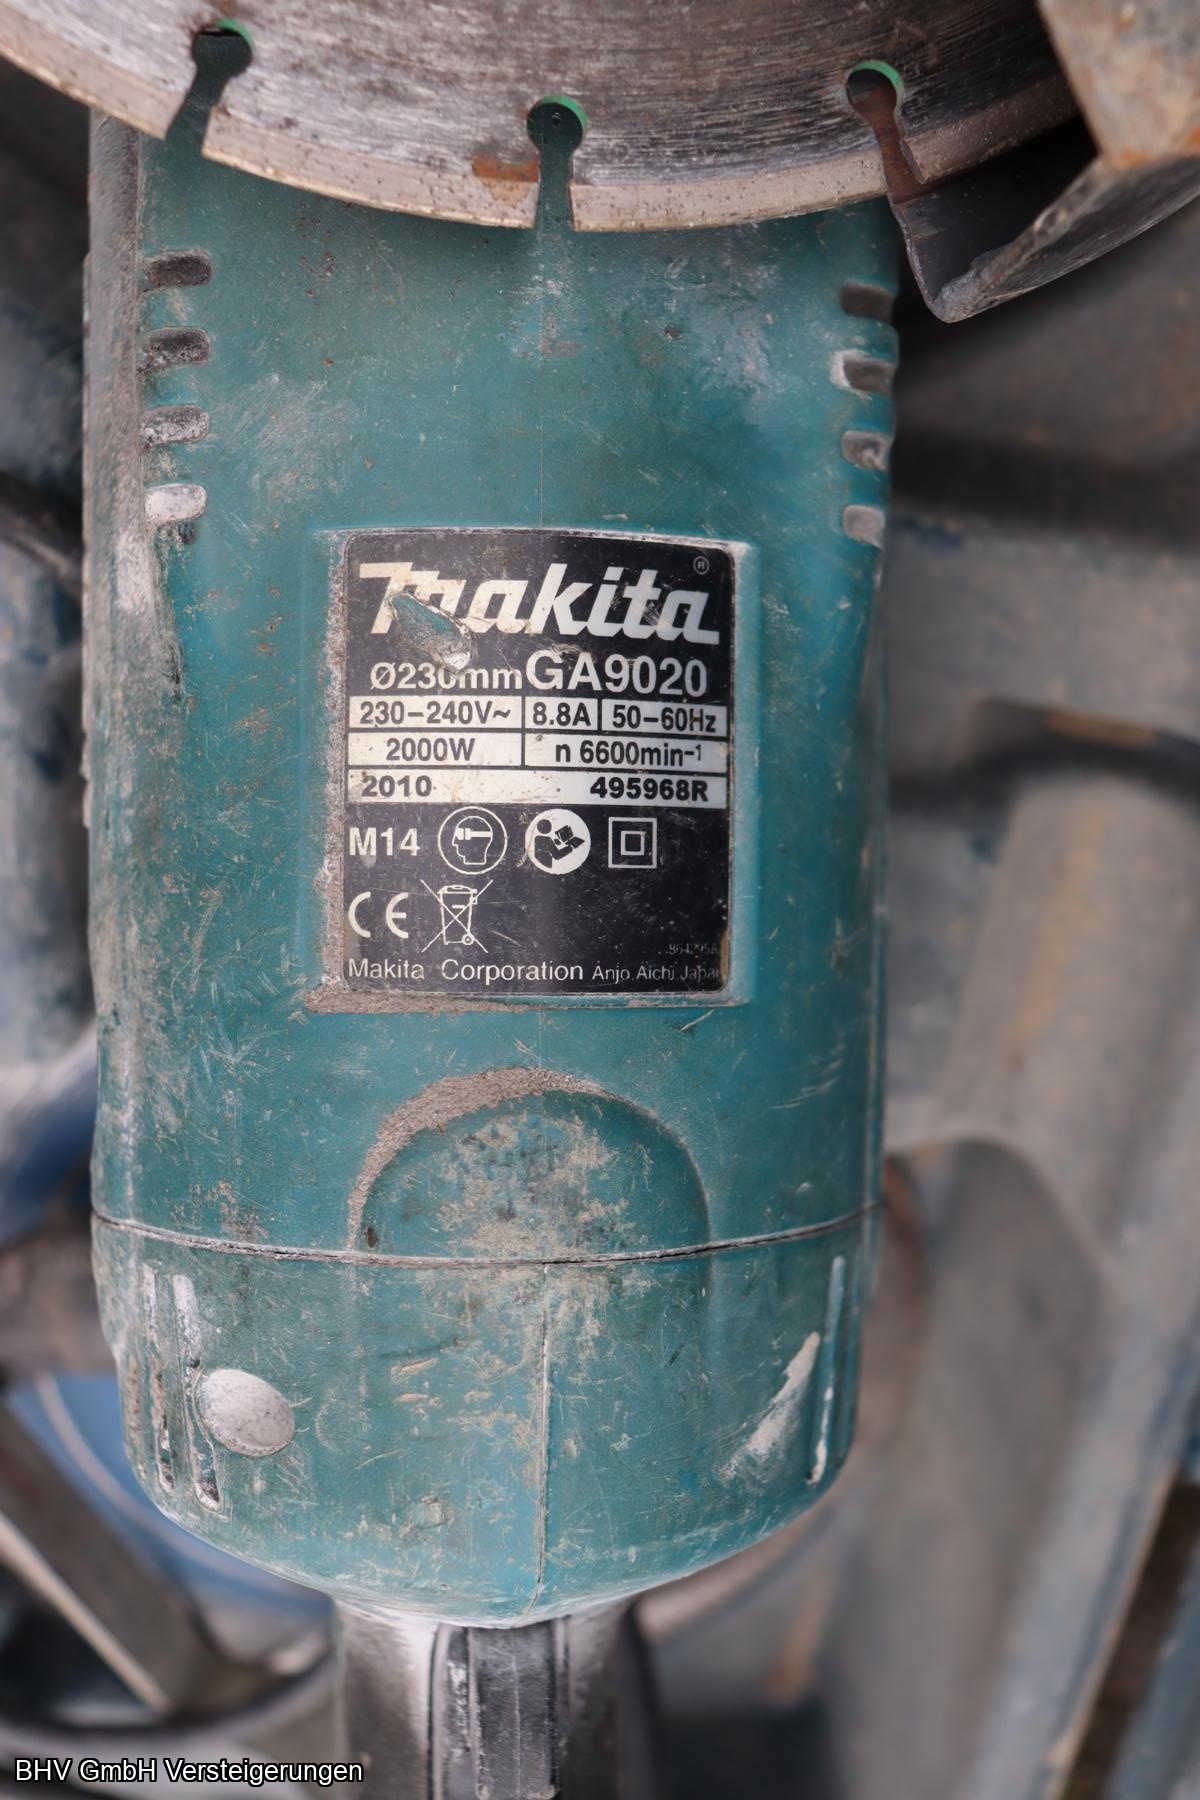 makita ®
Ø230mm GA9020
230-240V~ 8.8A 50-60Hz
2000W n 6600min⁻¹
2010 495968R
M14
CE
Makita Corporation Anjo, Aichi, Japan
BHV GmbH Versteigerungen